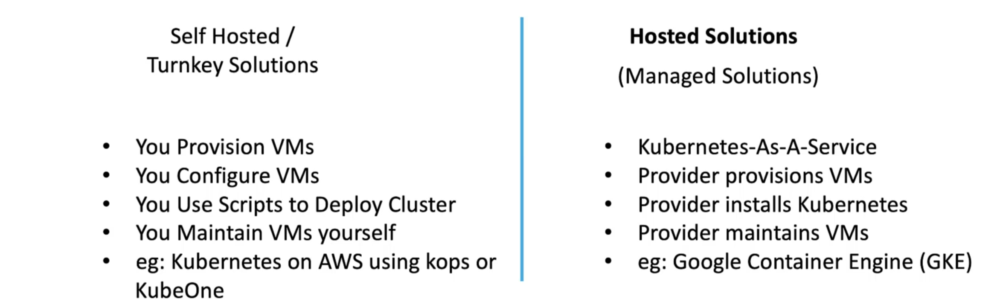 Self Hosted /
Turnkey Solutions
• You Provision VMs
• You Configure VMs
• You Use Scripts to Deploy Cluster
• You Maintain VMs yourself
• eg: Kubernetes on AWS using kops or
KubeOne
Hosted Solutions
(Managed Solutions)
• Kubernetes-As-A-Service
• Provider provisions VMs
• Provider installs Kubernetes
• Provider maintains VMs
• eg: Google Container Engine (GKE)